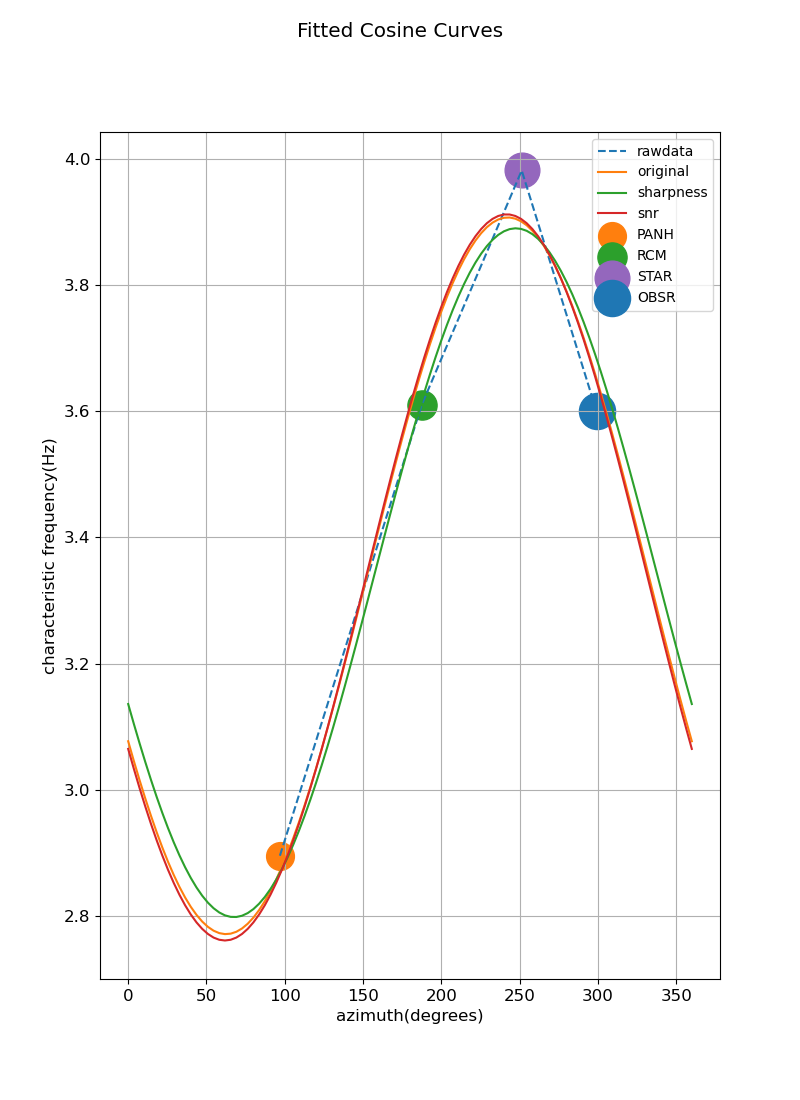 Fitted Cosine Curves
rawdata
original
sharpness
snr
PANH
RCM
STAR
OBSR
4.0
3.8
3.6
3.4
3.2
3.0
2.8
characteristic frequency(Hz)
0 50 100 150 200 250 300 350
azimuth(degrees)